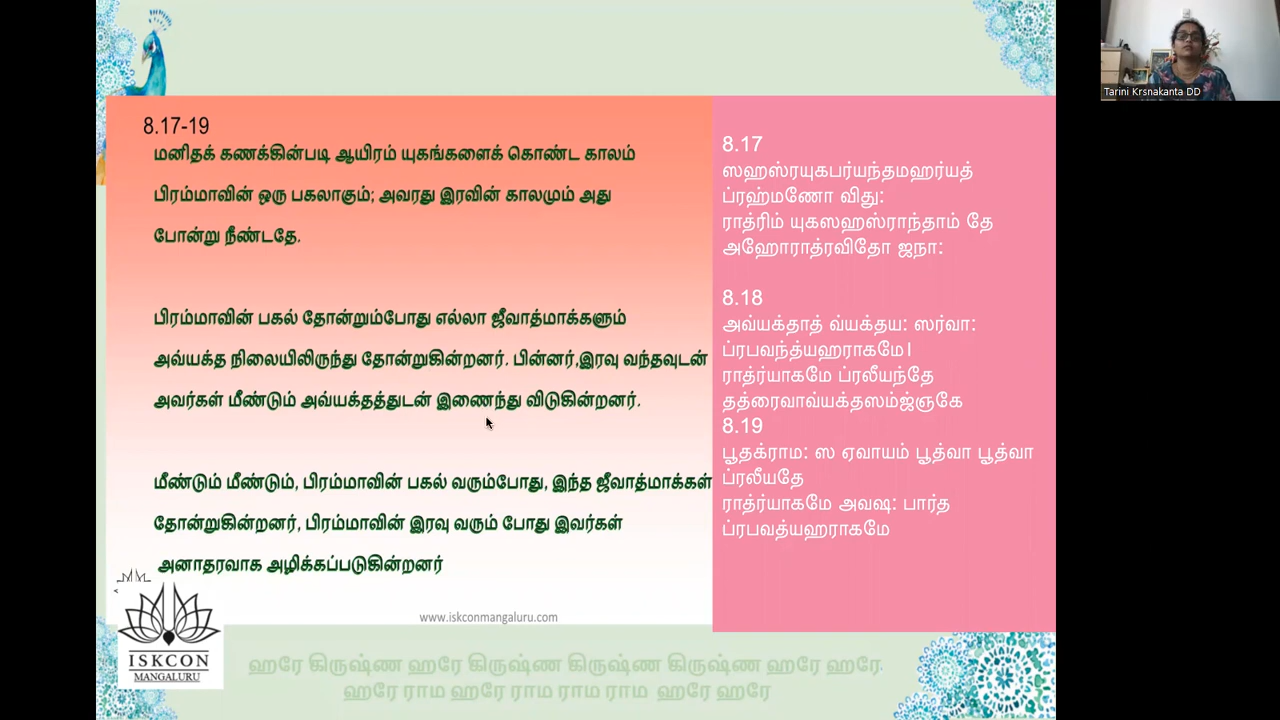 Tarini Krsnakanta DD
8.17-19
மனிதக் கணக்கின்படி ஆயிரம் யுகங்களைக் கொண்ட காலம்
பிரம்மாவின் ஒரு பகலாகும்; அவரது இரவின் காலமும் அது
போன்று நீண்டதே.
பிரம்மாவின் பகல் தோன்றும்போது எல்லா ஜீவாத்மாக்களும்
அவ்யக்த நிலையிலிருந்து தோன்றுகின்றனர். பின்னர்,இரவு வந்தவுடன்
அவர்கள் மீண்டும் அவ்யக்தத்துடன் இணைந்து விடுகின்றனர்.
மீண்டும் மீண்டும், பிரம்மாவின் பகல் வரும்போது, இந்த ஜீவாத்மாக்கள்
தோன்றுகின்றனர், பிரம்மாவின் இரவு வரும் போது இவர்கள்
அனாதரவாக அழிக்கப்படுகின்றனர்
8.17
ஸஹஸ்ரயுகபர்யந்தமஹர்யத்
ப்ரஹ்மணோ விது:
ராத்ரிம் யுகஸஹஸ்ராந்தாம் தே
அஹோராத்ரவிதோ ஜநா:
8.18
அவ்யக்தாத் வ்யக்தய: ஸர்வா:
ப்ரபவந்த்யஹராகமே।
ராத்ர்யாகமே ப்ரலீயந்தே
தத்ரைவாவ்யக்தஸம்ஜ்ஞகே
8.19
பூதக்ராம: ஸ ஏவாயம் பூத்வா பூத்வா
ப்ரலீயதே
ராத்ர்யாகமே அவஷ: பார்த
ப்ரபவத்யஹராகமே
www.iskconmangaluru.com
ISKCON
MANGALURU
ஹரே கிருஷ்ண ஹரே கிருஷ்ண கிருஷ்ண கிருஷ்ண ஹரே ஹரே
ஹரே ராம ஹரே ராம ராம ராம ஹரே ஹரே